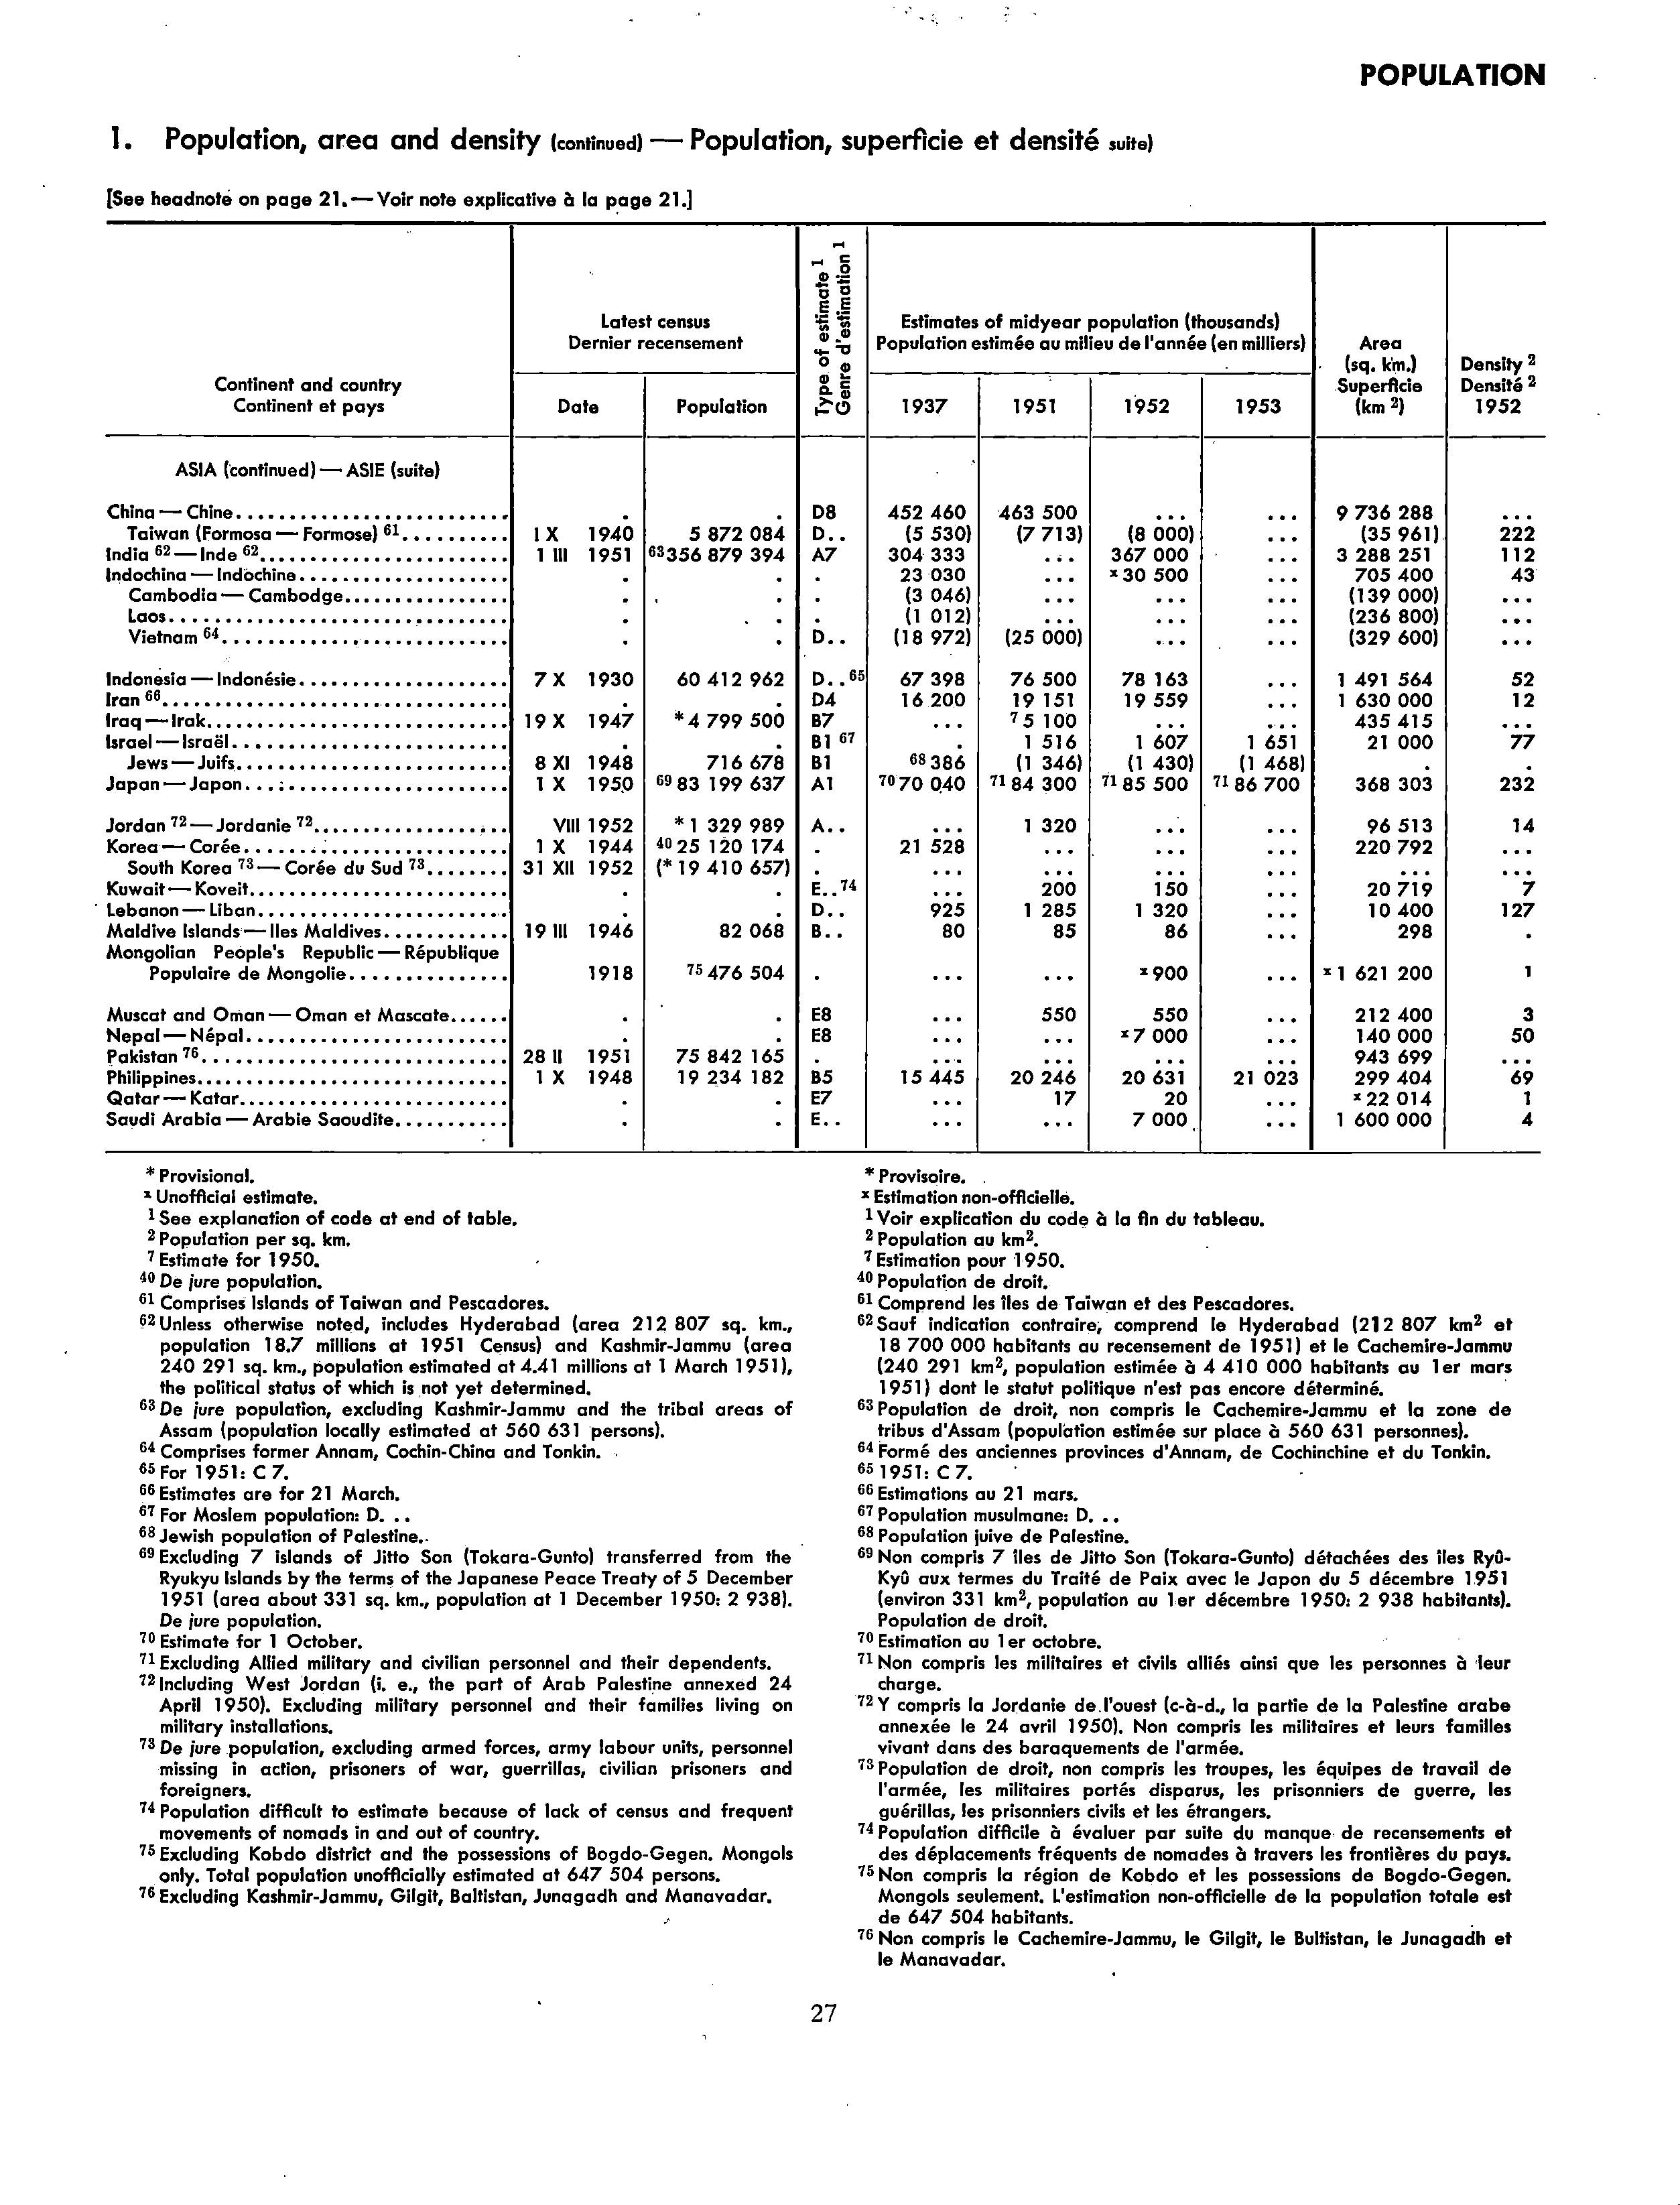 POPULATION
1. Population, area and density (continued) — Population, superficie et densité suite)
[See headnote on page 21. — Voir note explicative à la page 21.]
Continent and country
Continent et pays
Latest census
Dernier recensement
Date
Population
Type of estimate 1
Genre d'estimation 1
Estimates of midyear population (thousands)
Population estimée au milieu de l'année (en milliers)
1937 1951 1952 1953
Area
(sq. km.)
Superficie
(km 2)
Density 2
Densité 2
1952
ASIA (continued) — ASIE (suite)
China — Chine.......................... . . D8 452 460 463 500 ... ... 9 736 288 ...
Taiwan (Formosa — Formose) 61.......... 1 X 1940 5 872 084 D.. (5 530) (7 713) (8 000) ... (35 961) 222
India 62 — Inde 62........................ 1 III 1951 63 356 879 394 A7 304 333 ... 367 000 ... 3 288 251 112
Indochina — Indochine.................... . . . 23 030 ... x 30 500 ... 705 400 43
Cambodia — Cambodge................ . . . (3 046) ... ... ... (139 000) ...
Laos................................. . . . (1 012) ... ... ... (236 800) ...
Vietnam 64............................ . . D.. (18 972) (25 000) ... ... (329 600) ...
Indonesia — Indonésie.................... 7 X 1930 60 412 962 D..65 67 398 76 500 78 163 ... 1 491 564 52
Iran 66................................. . . D4 16 200 19 151 19 559 ... 1 630 000 12
Iraq — Irak............................. 19 X 1947 * 4 799 500 B7 ... 7 5 100 ... ... 435 415 ...
Israel — Israël.......................... . . B1 67 . 1 516 1 607 1 651 21 000 77
Jews — Juifs.......................... 8 XI 1948 716 678 B1 68 386 (1 346) (1 430) (1 468) . .
Japan — Japon.......................... 1 X 1950 69 83 199 637 A1 70 70 040 71 84 300 71 85 500 71 86 700 368 303 232
Jordan 72 — Jordanie 72................... VIII 1952 * 1 329 989 A.. ... 1 320 ... ... 96 513 14
Korea — Corée.......................... 1 X 1944 40 25 120 174 . 21 528 ... ... ... 220 792 ...
South Korea 73 — Corée du Sud 73........ 31 XII 1952 (* 19 410 657) . ... ... ... ... ... ...
Kuwait — Koveit......................... . . E..74 ... 200 150 ... 20 719 7
Lebanon — Liban........................ . . D.. 925 1 285 1 320 ... 10 400 127
Maldive Islands — Iles Maldives............ 19 III 1946 82 068 B.. 80 85 86 ... 298 .
Mongolian People's Republic — République
Populaire de Mongolie............... 1918 75 476 504 . ... ... x 900 ... x 1 621 200 1
Muscat and Oman — Oman et Mascate...... . . E8 ... 550 550 ... 212 400 3
Nepal — Népal......................... . . E8 ... ... x 7 000 ... 140 000 50
Pakistan 76.............................. 28 II 1951 75 842 165 . ... ... ... ... 943 699 ...
Philippines.............................. 1 X 1948 19 234 182 B5 15 445 20 246 20 631 21 023 299 404 69
Qatar — Katar.......................... . . E7 ... 17 20 ... x 22 014 1
Saudi Arabia — Arabie Saoudite........... . . E.. ... ... 7 000 ... 1 600 000 4
* Provisional.
x Unofficial estimate.
1 See explanation of code at end of table.
2 Population per sq. km.
7 Estimate for 1950.
40 De jure population.
61 Comprises Islands of Taiwan and Pescadores.
62 Unless otherwise noted, includes Hyderabad (area 212 807 sq. km.,
population 18.7 millions at 1951 Census) and Kashmir-Jammu (area
240 291 sq. km., population estimated at 4.41 millions at 1 March 1951),
the political status of which is not yet determined.
63 De jure population, excluding Kashmir-Jammu and the tribal areas of
Assam (population locally estimated at 560 631 persons).
64 Comprises former Annam, Cochin-China and Tonkin.
65 For 1951: C 7.
66 Estimates are for 21 March.
67 For Moslem population: D. ..
68 Jewish population of Palestine.
69 Excluding 7 islands of Jitto Son (Tokara-Gunto) transferred from the
Ryukyu Islands by the terms of the Japanese Peace Treaty of 5 December
1951 (area about 331 sq. km., population at 1 December 1950: 2 938).
De jure population.
70 Estimate for 1 October.
71 Excluding Allied military and civilian personnel and their dependents.
72 Including West Jordan (i. e., the part of Arab Palestine annexed 24
April 1950). Excluding military personnel and their families living on
military installations.
73 De jure population, excluding armed forces, army labour units, personnel
missing in action, prisoners of war, guerrillas, civilian prisoners and
foreigners.
74 Population difficult to estimate because of lack of census and frequent
movements of nomads in and out of country.
75 Excluding Kobdo district and the possessions of Bogdo-Gegen. Mongols
only. Total population unofficially estimated at 647 504 persons.
76 Excluding Kashmir-Jammu, Gilgit, Baltistan, Junagadh and Manavadar.
* Provisoire.
x Estimation non-officielle.
1 Voir explication du code à la fin du tableau.
2 Population au km2.
7 Estimation pour 1950.
40 Population de droit.
61 Comprend les îles de Taïwan et des Pescadores.
62 Sauf indication contraire, comprend le Hyderabad (212 807 km2 et
18 700 000 habitants au recensement de 1951) et le Cachemire-Jammu
(240 291 km2, population estimée à 4 410 000 habitants au 1er mars
1951) dont le statut politique n'est pas encore déterminé.
63 Population de droit, non compris le Cachemire-Jammu et la zone de
tribus d'Assam (population estimée sur place à 560 631 personnes).
64 Formé des anciennes provinces d'Annam, de Cochinchine et du Tonkin.
65 1951: C 7.
66 Estimations au 21 mars.
67 Population musulmane: D. ..
68 Population juive de Palestine.
69 Non compris 7 îles de Jitto Son (Tokara-Gunto) détachées des îles Ryû-
Kyû aux termes du Traité de Paix avec le Japon du 5 décembre 1951
(environ 331 km2, population au 1er décembre 1950: 2 938 habitants).
Population de droit.
70 Estimation au 1er octobre.
71 Non compris les militaires et civils alliés ainsi que les personnes à leur
charge.
72 Y compris la Jordanie de l'ouest (c-à-d., la partie de la Palestine arabe
annexée le 24 avril 1950). Non compris les militaires et leurs familles
vivant dans des baraquements de l'armée.
73 Population de droit, non compris les troupes, les équipes de travail de
l'armée, les militaires portés disparus, les prisonniers de guerre, les
guérillas, les prisonniers civils et les étrangers.
74 Population difficile à évaluer par suite du manque de recensements et
des déplacements fréquents de nomades à travers les frontières du pays.
75 Non compris la région de Kobdo et les possessions de Bogdo-Gegen.
Mongols seulement. L'estimation non-officielle de la population totale est
de 647 504 habitants.
76 Non compris le Cachemire-Jammu, le Gilgit, le Bultistan, le Junagadh et
le Manavadar.
27